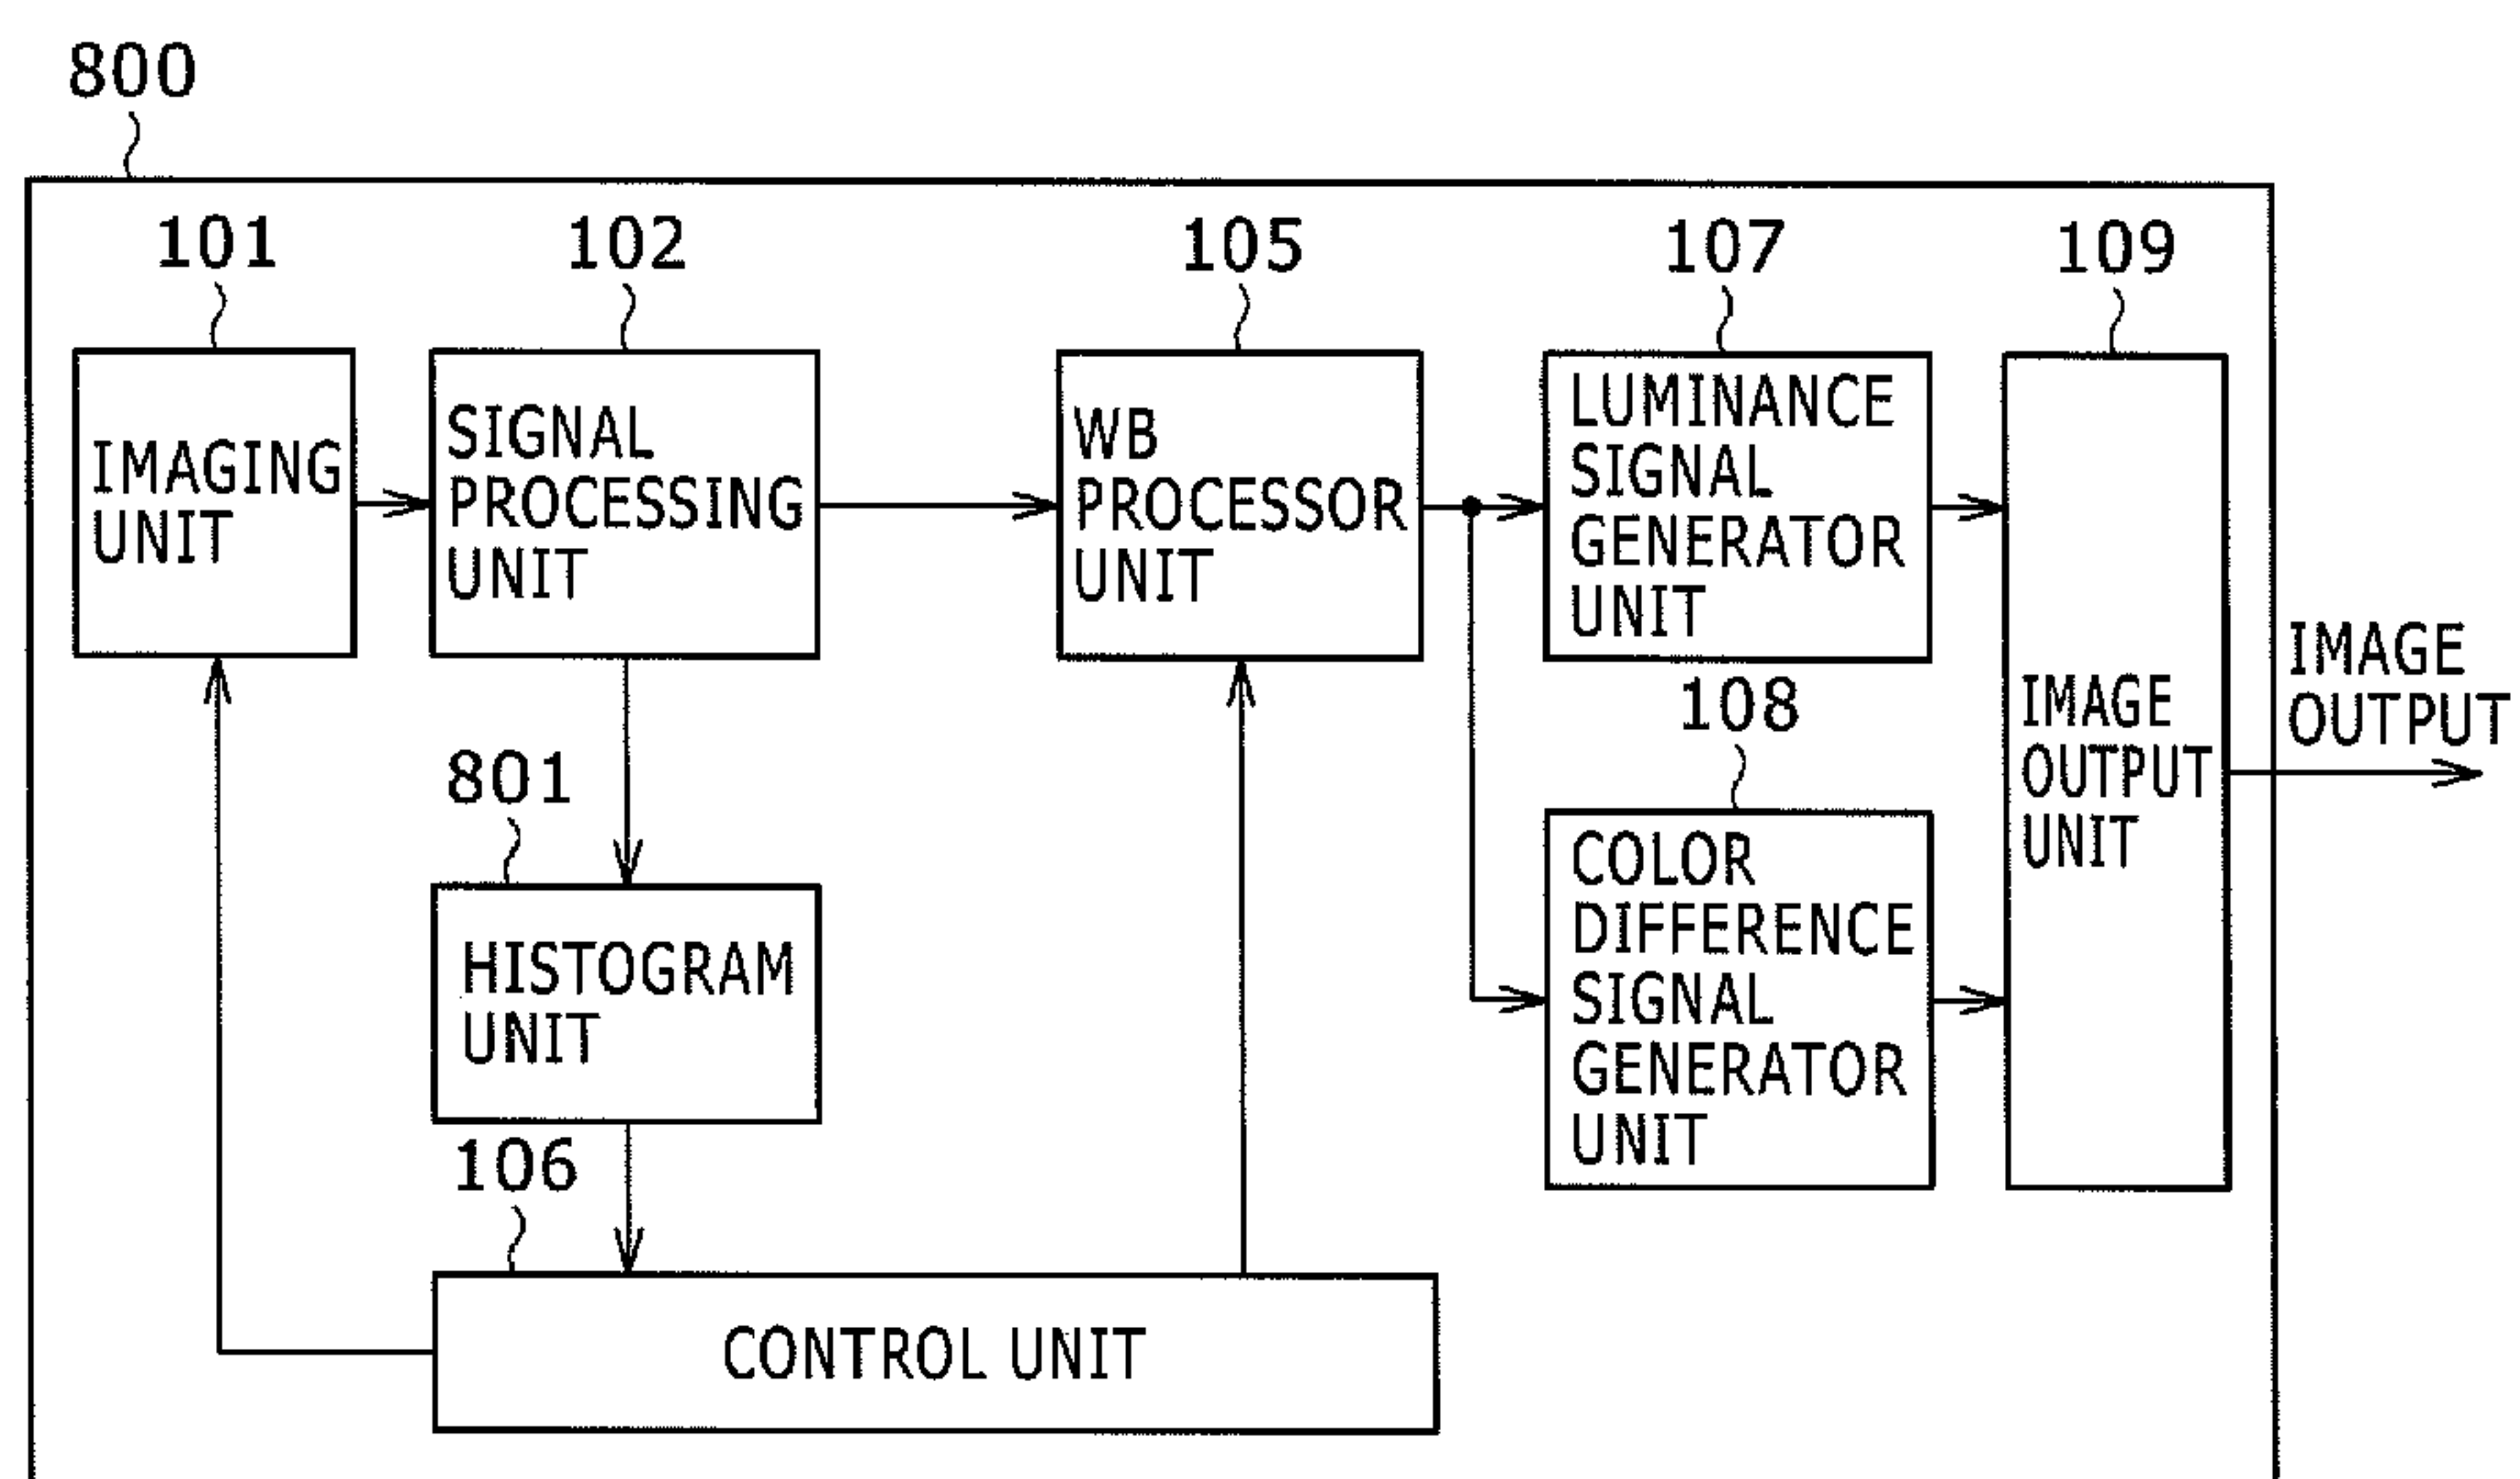 800
101
102
105
107
109
IMAGING
UNIT
SIGNAL
PROCESSING
UNIT
WB
PROCESSOR
UNIT
LUMINANCE
SIGNAL
GENERATOR
UNIT
IMAGE
OUTPUT
UNIT
IMAGE
OUTPUT
108
COLOR
DIFFERENCE
SIGNAL
GENERATOR
UNIT
801
HISTOGRAM
UNIT
106
CONTROL UNIT